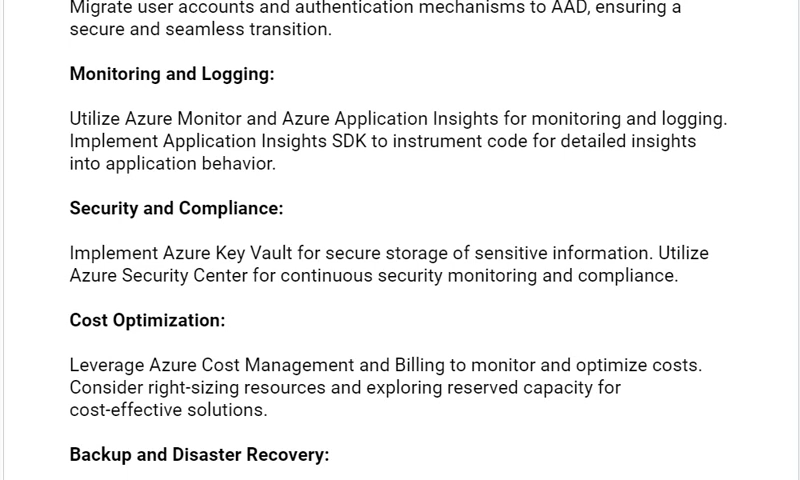 Migrate user accounts and authentication mechanisms to AAD, ensuring a
secure and seamless transition.
Monitoring and Logging:
Utilize Azure Monitor and Azure Application Insights for monitoring and logging.
Implement Application Insights SDK to instrument code for detailed insights
into application behavior.
Security and Compliance:
Implement Azure Key Vault for secure storage of sensitive information. Utilize
Azure Security Center for continuous security monitoring and compliance.
Cost Optimization:
Leverage Azure Cost Management and Billing to monitor and optimize costs.
Consider right-sizing resources and exploring reserved capacity for
cost-effective solutions.
Backup and Disaster Recovery: